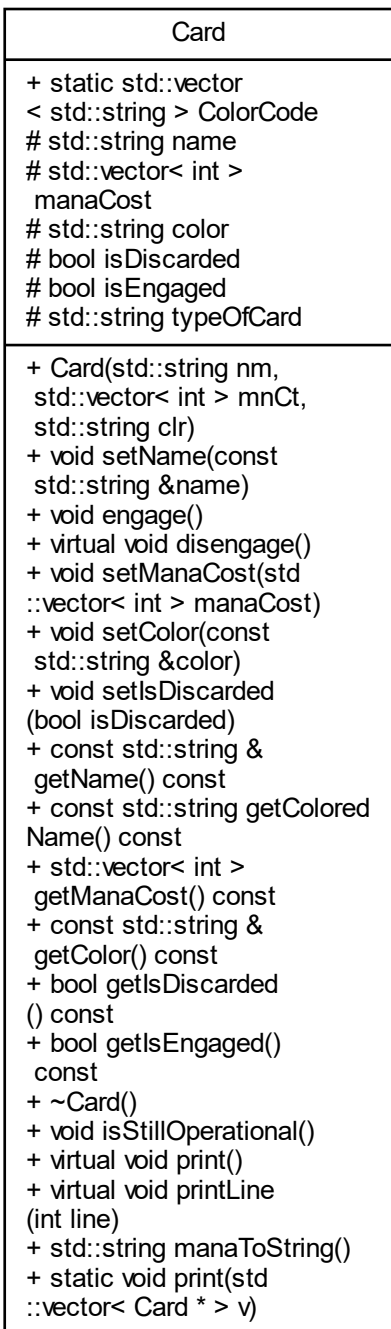 Card
+ static std::vector
< std::string > ColorCode
# std::string name
# std::vector< int >
manaCost
# std::string color
# bool isDiscarded
# bool isEngaged
# std::string typeOfCard
+ Card(std::string nm,
std::vector< int > mnCt,
std::string clr)
+ void setName(const
std::string &name)
+ void engage()
+ virtual void disengage()
+ void setManaCost(std
::vector< int > manaCost)
+ void setColor(const
std::string &color)
+ void setIsDiscarded
(bool isDiscarded)
+ const std::string &
getName() const
+ const std::string getColored
Name() const
+ std::vector< int >
getManaCost() const
+ const std::string &
getColor() const
+ bool getIsDiscarded
() const
+ bool getIsEngaged()
const
+ ~Card()
+ void isStillOperational()
+ virtual void print()
+ virtual void printLine
(int line)
+ std::string manaToString()
+ static void print(std
::vector< Card * > v)